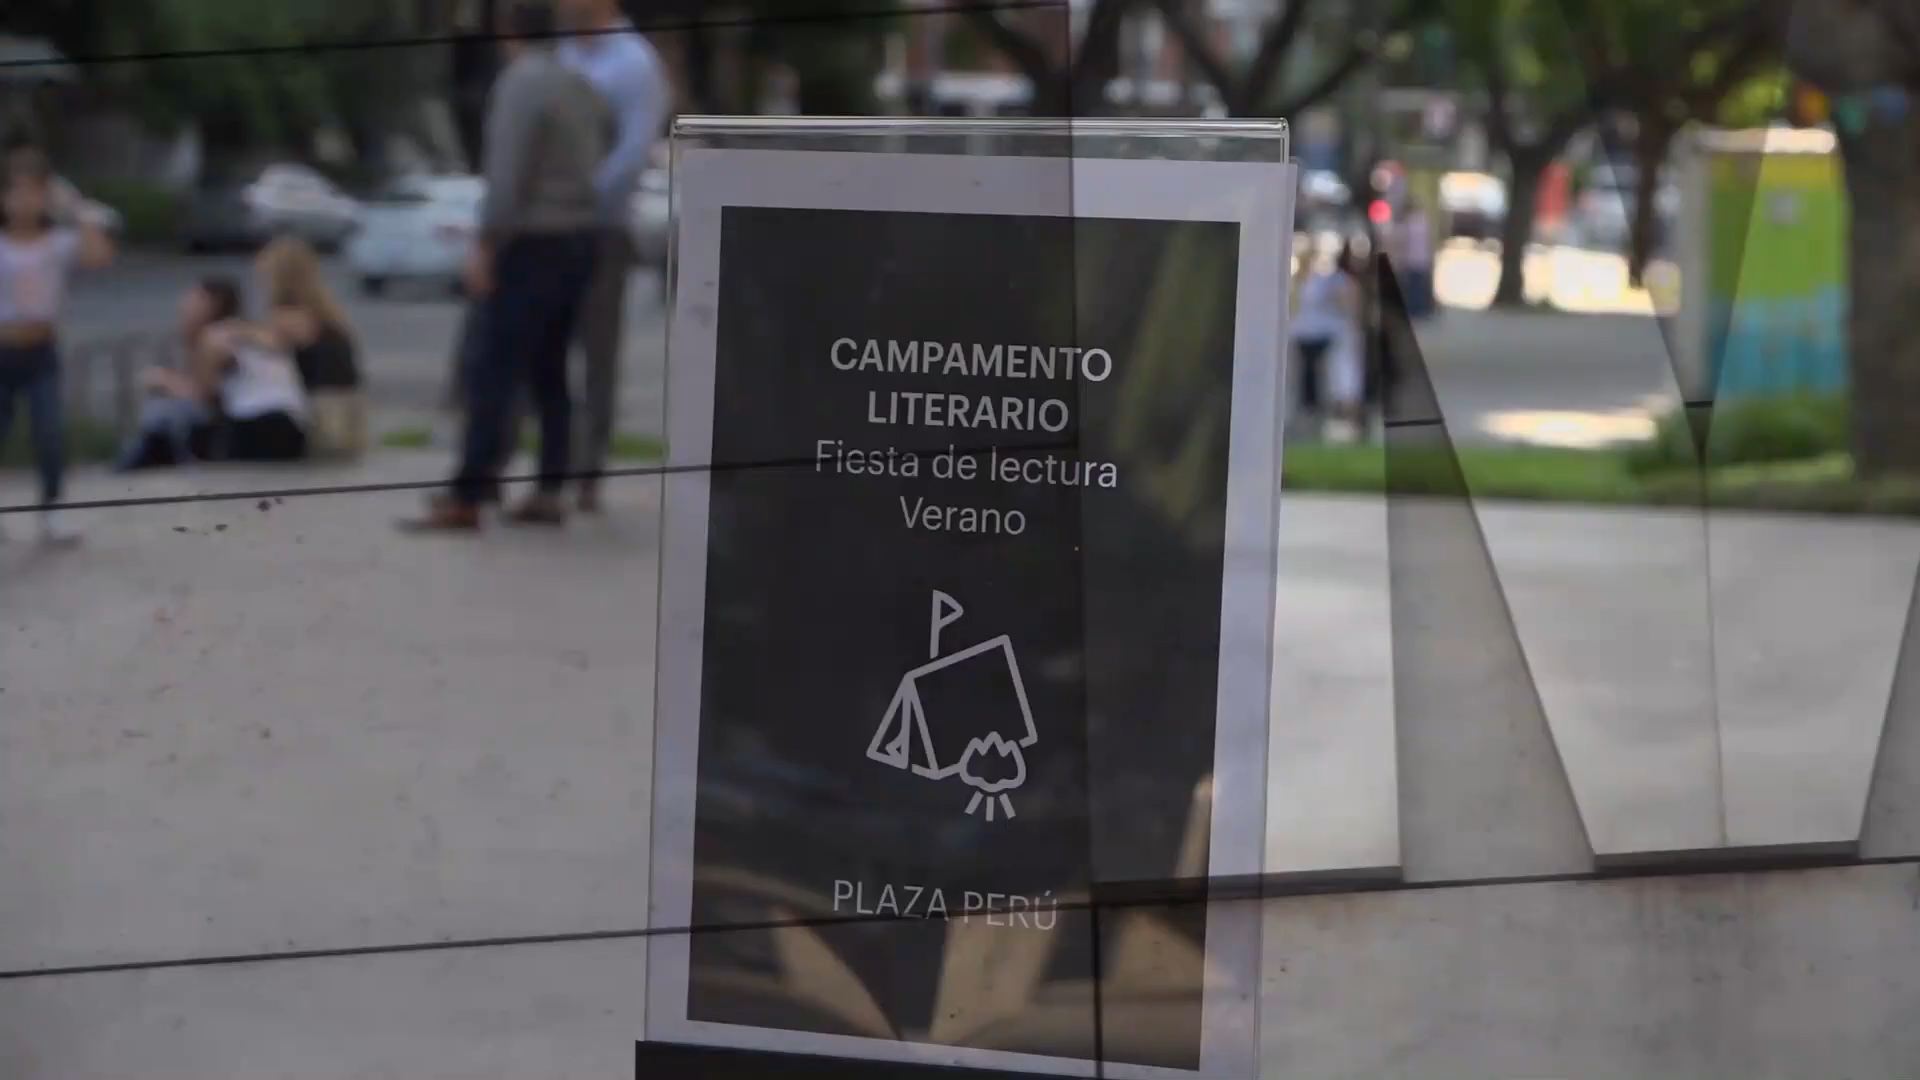 CAMPAMENTO
LITERARIO
Fiesta de lectura
Verano
PLAZA PERÚ